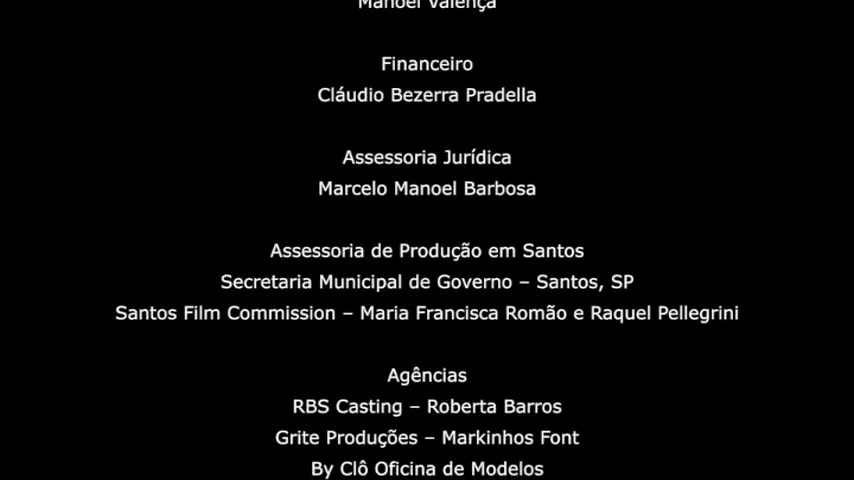 Manoel Valença
Financeiro
Cláudio Bezerra Pradella
Assessoria Jurídica
Marcelo Manoel Barbosa
Assessoria de Produção em Santos
Secretaria Municipal de Governo – Santos, SP
Santos Film Commission – Maria Francisca Romão e Raquel Pellegrini
Agências
RBS Casting – Roberta Barros
Grite Produções – Markinhos Font
By Clô Oficina de Modelos